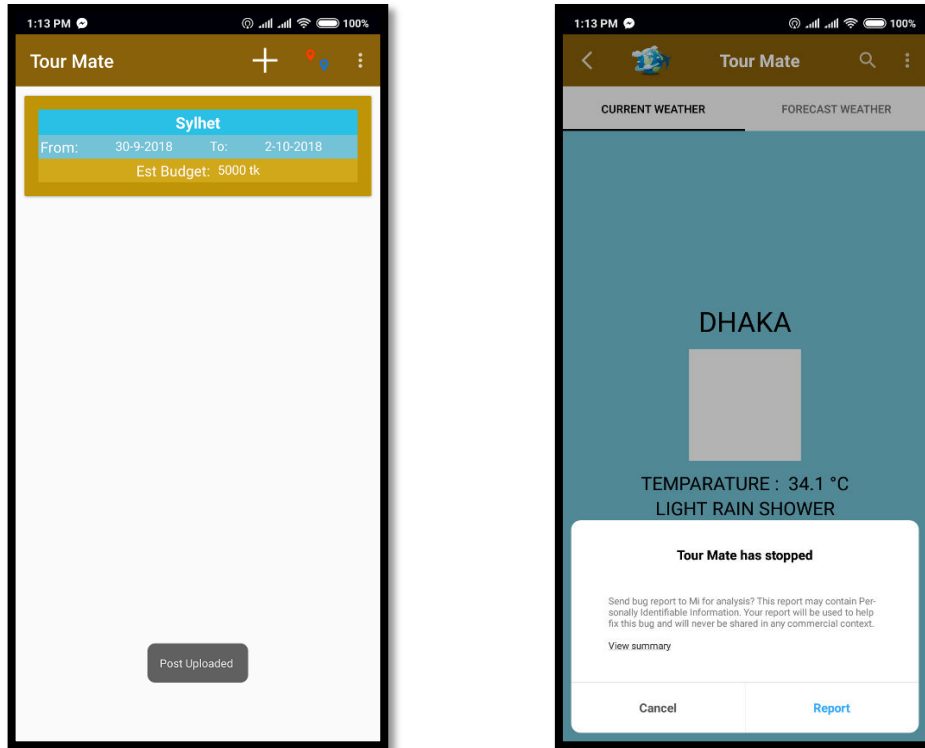 1:13 PM 100%
Tour Mate
Sylhet
From: 30-9-2018 To: 2-10-2018
Est Budget: 5000 tk
Post Uploaded
1:13 PM 100%
Tour Mate
CURRENT WEATHER FORECAST WEATHER
DHAKA
TEMPARATURE : 34.1 °C
LIGHT RAIN SHOWER
Tour Mate has stopped
Send bug report to Mi for analysis? This report may contain Per-
sonally Identifiable Information. Your report will be used to help
fix this bug and will never be shared in any commercial context.
View summary
Cancel Report